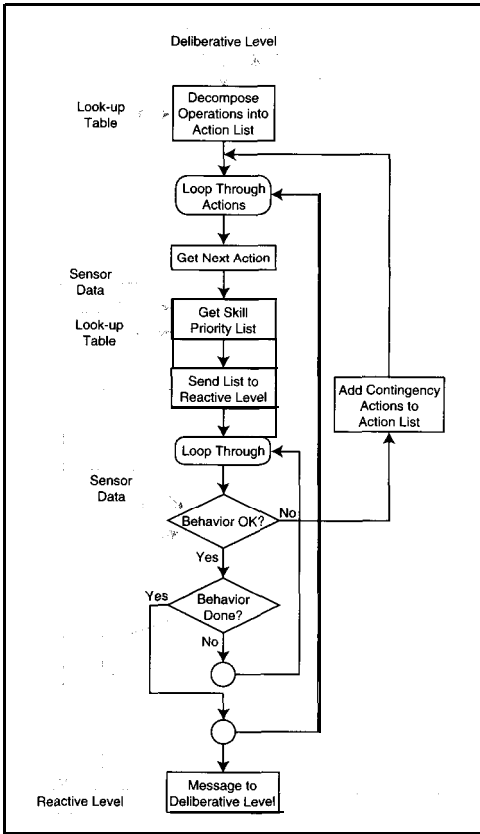 Deliberative Level
Look-up
Table
Decompose
Operations into
Action List
Loop Through
Actions
Get Next Action
Sensor
Data
Look-up
Table
Get Skill
Priority List
Send List to
Reactive Level
Add Contingency
Actions to
Action List
Loop Through
Sensor
Data
Behavior OK?
No
Yes
Yes
Behavior
Done?
No
Reactive Level
Message to
Deliberative Level